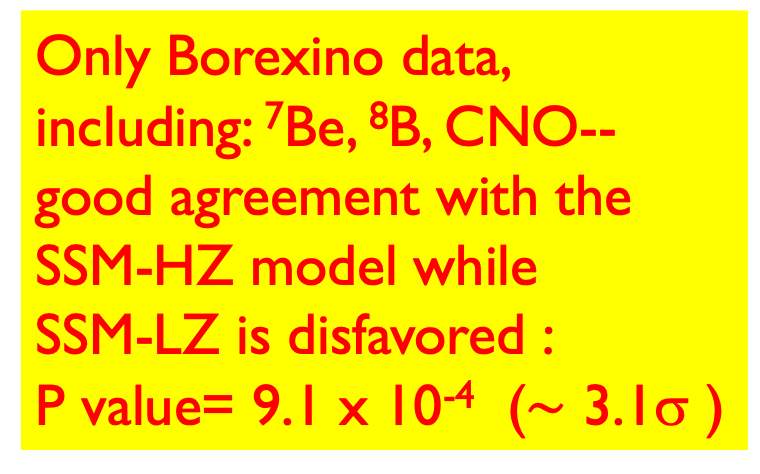 Only Borexino data,
including: ⁷Be, ⁸B, CNO--
good agreement with the
SSM-HZ model while
SSM-LZ is disfavored :
P value= 9.1 x 10⁻⁴ (~ 3.1σ )